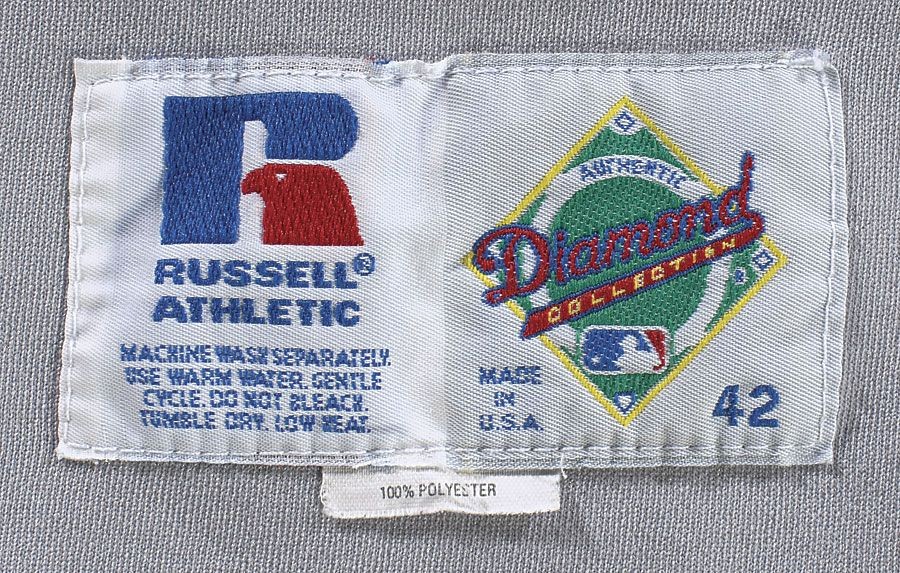 RUSSELL®
ATHLETIC
MACHINE WASH SEPARATELY.
USE WARM WATER. GENTLE
CYCLE. DO NOT BLEACH.
TUMBLE DRY. LOW HEAT.
AUTHENTIC
Diamond
COLLECTION
MADE
IN
U.S.A.
42
100% POLYESTER